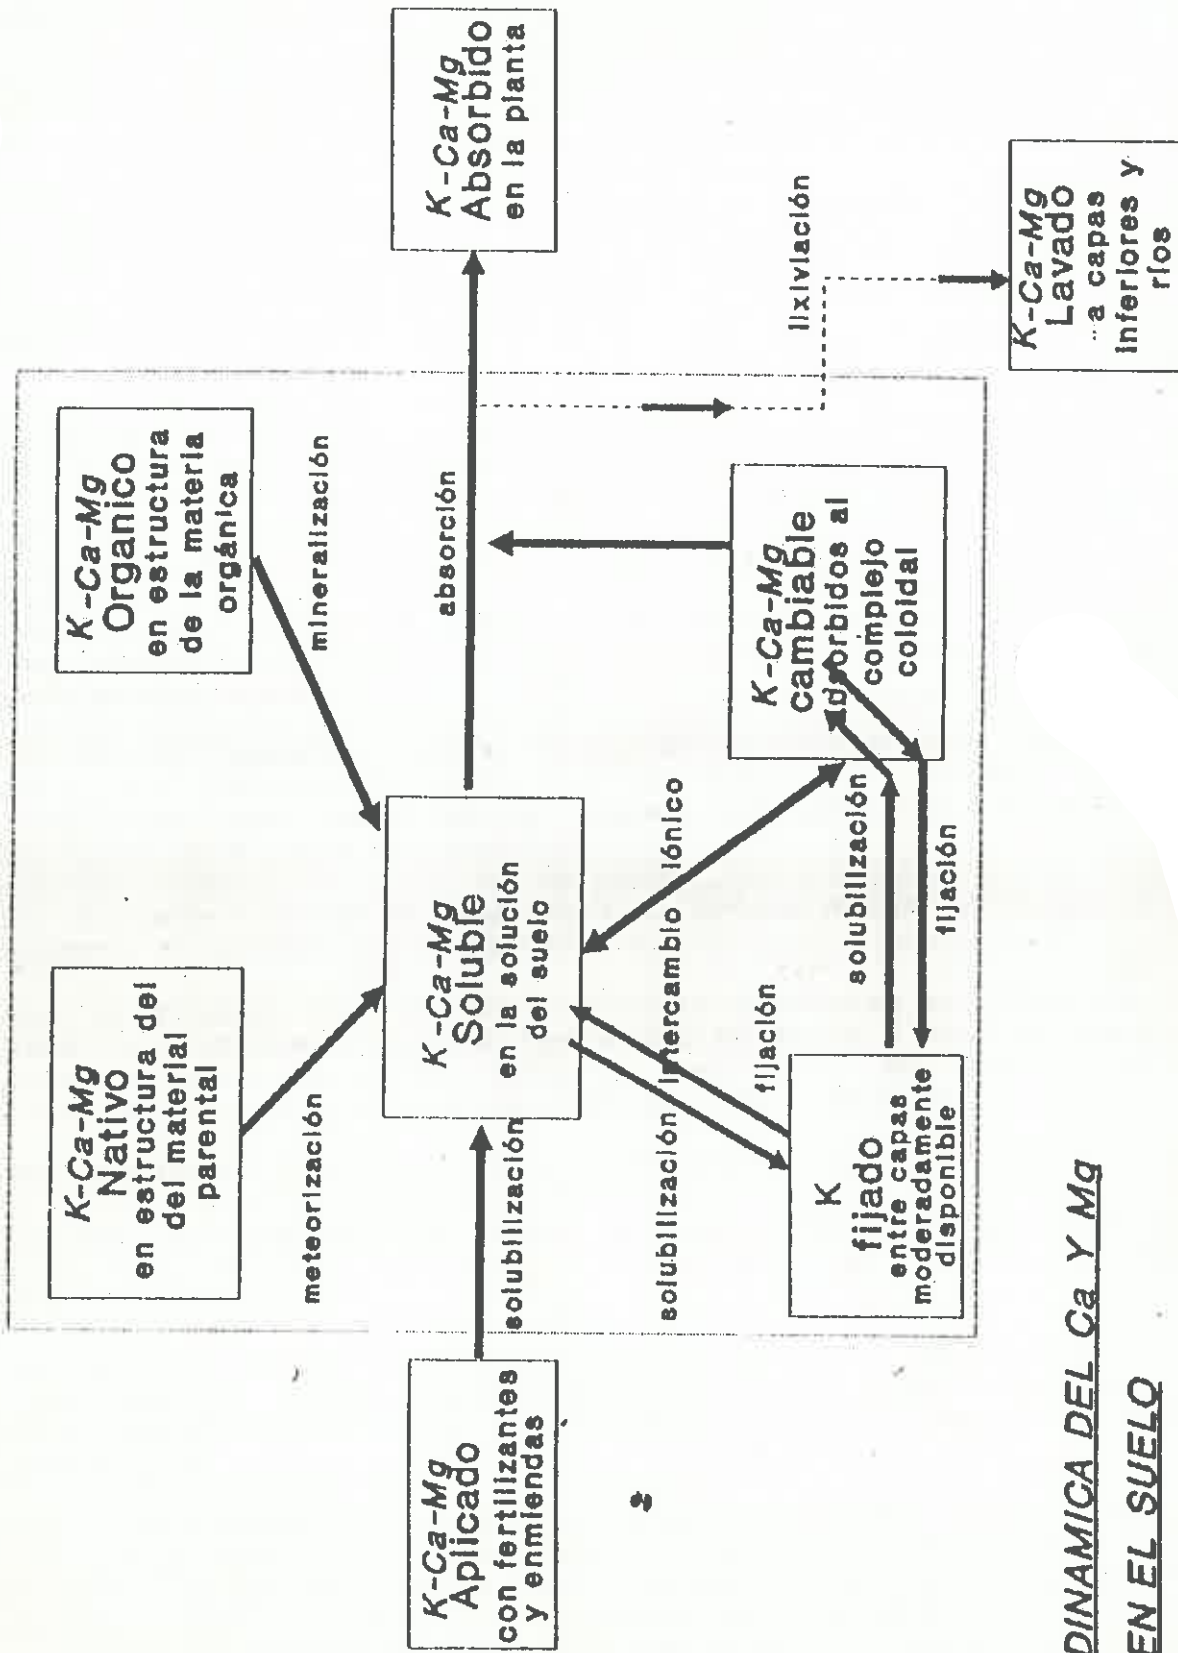 K-Ca-Mg
Nativo
en estructura del
del material
parental
K-Ca-Mg
Organico
en estructura
de la materia
orgánica
meteorización
mineralización
K-Ca-Mg
Aplicado
con fertilizantes
y enmiendas
solubilización
K-Ca-Mg
Soluble
en la solución
del suelo
absorción
K-Ca-Mg
Absorbido
en la planta
solubilización
intercambio iónico
fijación
lixiviación
K
fijado
entre capas
moderadamente
disponible
solubilización
fijación
K-Ca-Mg
cambiable
adsorbidos al
complejo
coloidal
K-Ca-Mg
Lavado
a capas
inferiores y
ríos
DINAMICA DEL Ca Y Mg
EN EL SUELO